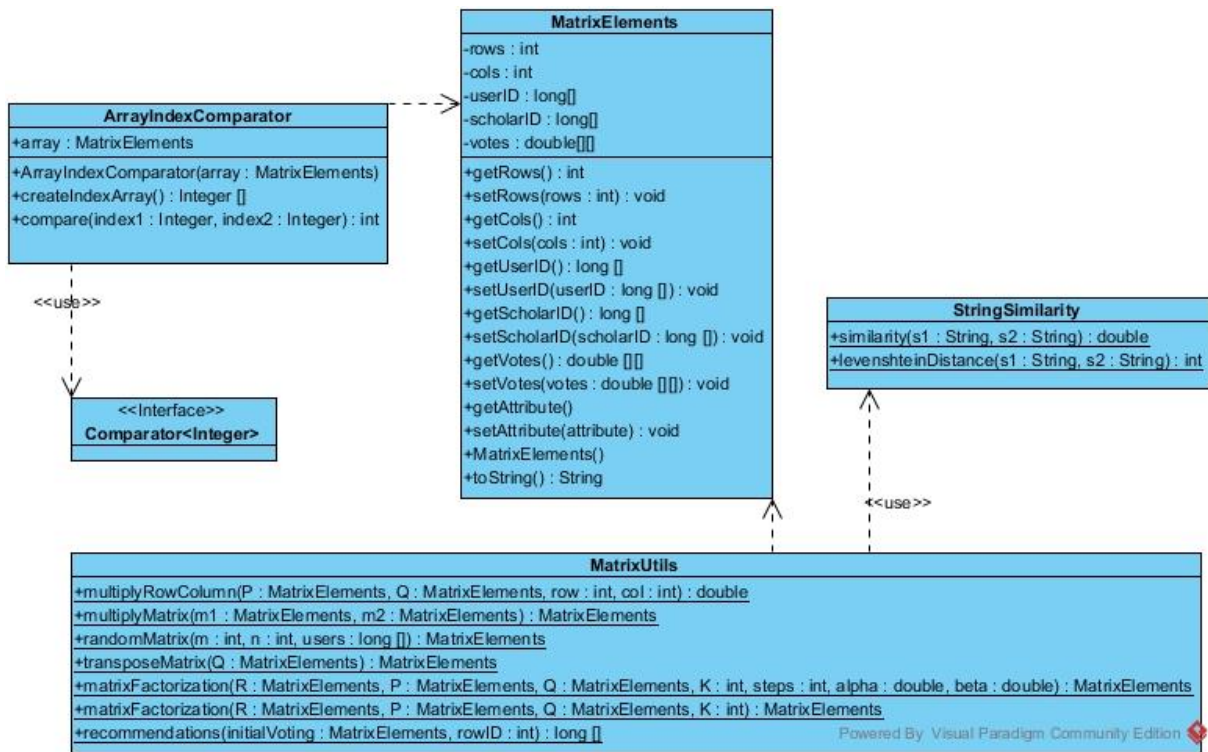 MatrixElements
-rows : int
-cols : int
-userID : long[]
-scholarID : long[]
-votes : double[][]
+getRows() : int
+setRows(rows : int) : void
+getCols() : int
+setCols(cols : int) : void
+getUserID() : long []
+setUserID(userID : long []) : void
+getScholarID() : long []
+setScholarID(scholarID : long []) : void
+getVotes() : double [][]
+setVotes(votes : double [][]) : void
+getAttribute()
+setAttribute(attribute) : void
+MatrixElements()
+toString() : String
ArrayIndexComparator
+array : MatrixElements
+ArrayIndexComparator(array : MatrixElements)
+createIndexArray() : Integer []
+compare(index1 : Integer, index2 : Integer) : int
<<use>>
<<Interface>>
Comparator<Integer>
StringSimilarity
+similarity(s1 : String, s2 : String) : double
+levenshteinDistance(s1 : String, s2 : String) : int
<<use>>
MatrixUtils
+multiplyRowColumn(P : MatrixElements, Q : MatrixElements, row : int, col : int) : double
+multiplyMatrix(m1 : MatrixElements, m2 : MatrixElements) : MatrixElements
+randomMatrix(m : int, n : int, users : long []) : MatrixElements
+transposeMatrix(Q : MatrixElements) : MatrixElements
+matrixFactorization(R : MatrixElements, P : MatrixElements, Q : MatrixElements, K : int, steps : int, alpha : double, beta : double) : MatrixElements
+matrixFactorization(R : MatrixElements, P : MatrixElements, Q : MatrixElements, K : int) : MatrixElements
+recommendations(initialVoting : MatrixElements, rowID : int) : long []
Powered By Visual Paradigm Community Edition